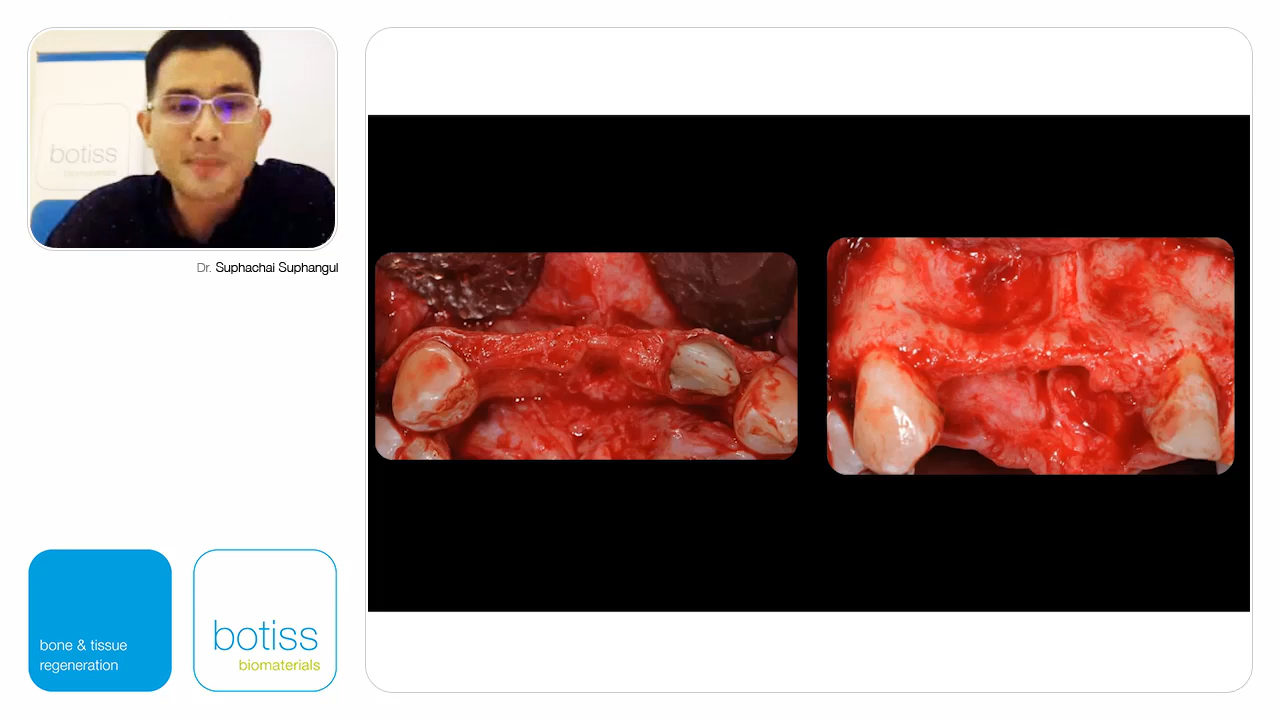 botiss
biomaterials
Dr. Suphachai Suphangul
bone & tissue
regeneration
botiss
biomaterials